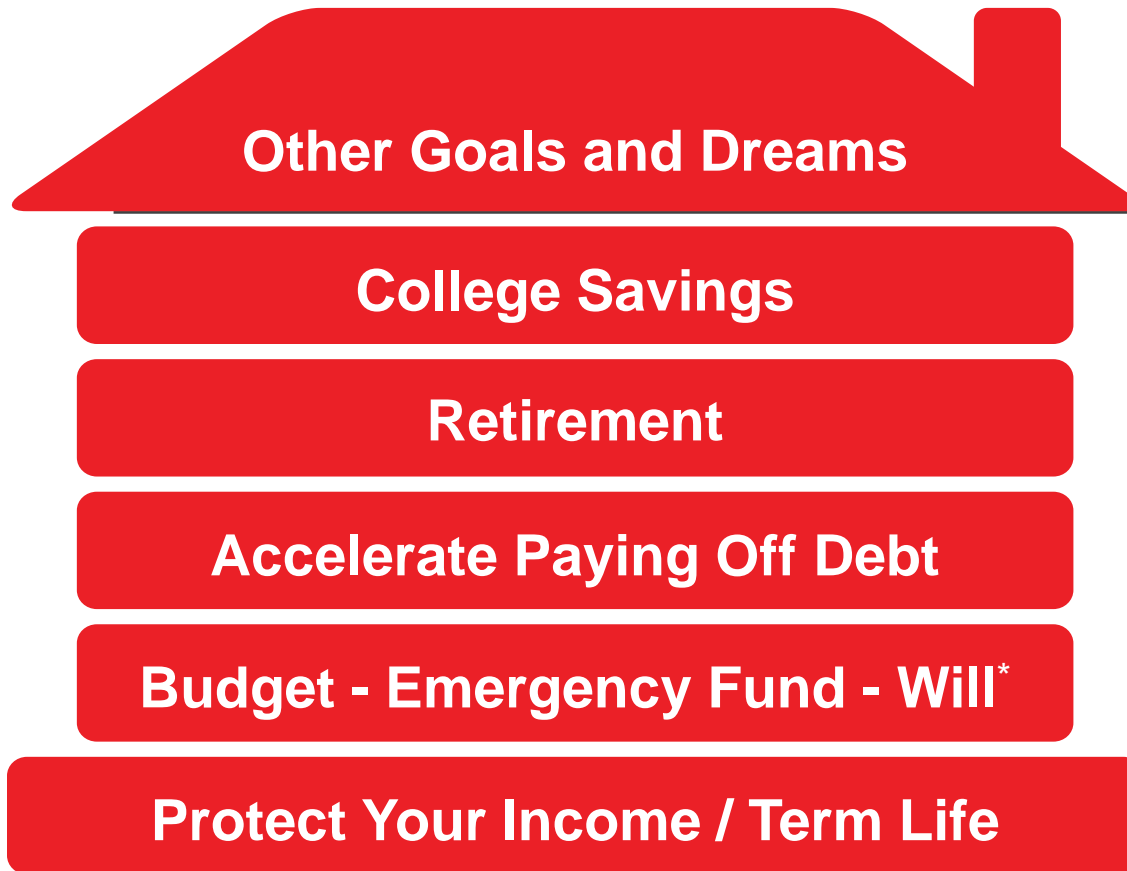 Other Goals and Dreams
College Savings
Retirement
Accelerate Paying Off Debt
Budget - Emergency Fund - Will*
Protect Your Income / Term Life